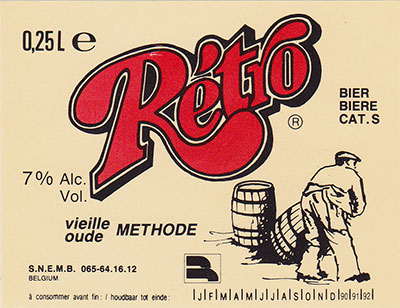 0,25 L e
Rétro
®
BIER
BIERE
CAT. S
7% Alc.
Vol.
vieille
oude METHODE
S.N.E.M.B. 065-64.16.12
BELGIUM
à consommer avant fin: / houdbaar tot einde:
J F M A M J J A S O N D 90 91 92